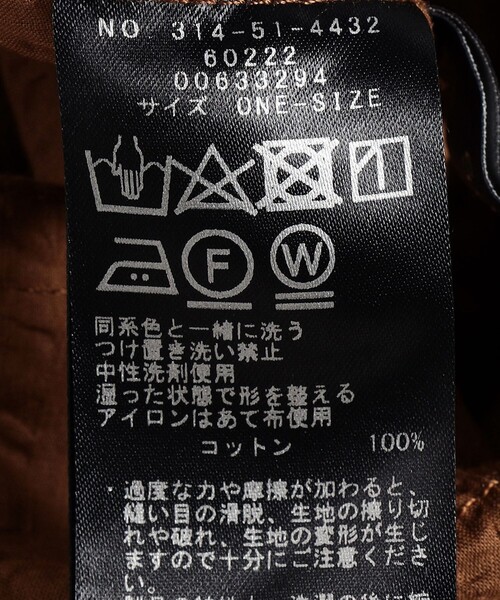 NO 314-51-4432
60222
00633294
サイズ ONE-SIZE
F
W
同系色と一緒に洗う
つけ置き洗い禁止
中性洗剤使用
湿った状態で形を整える
アイロンはあて布使用
コットン 100%
・過度な力や摩擦が加わると、
縫い目の滑脱、生地の擦り切
れや破れ、生地の変形が生じ
ますので十分にご注意くださ
い。